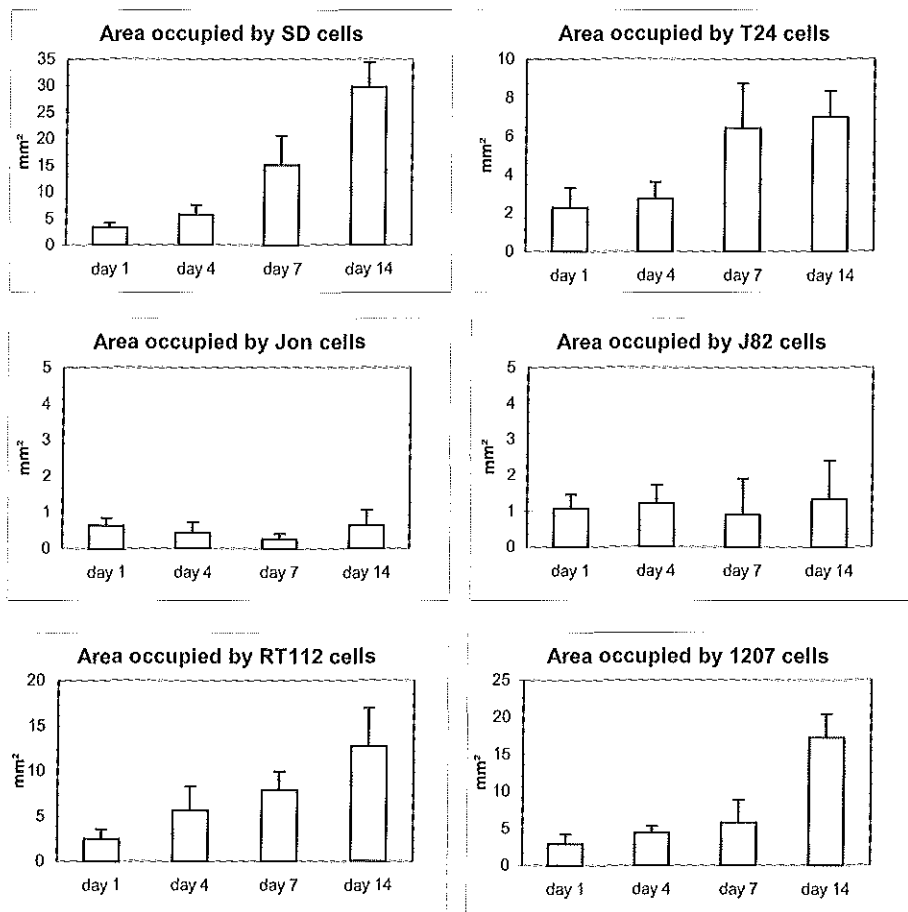 Area occupied by SD cells
35
30
25
20
15
10
5
0
mm²
day 1 day 4 day 7 day 14
Area occupied by T24 cells
10
8
6
4
2
0
mm²
day 1 day 4 day 7 day 14
Area occupied by Jon cells
5
4
3
2
1
0
mm²
day 1 day 4 day 7 day 14
Area occupied by J82 cells
5
4
3
2
1
0
mm²
day 1 day 4 day 7 day 14
Area occupied by RT112 cells
20
15
10
5
0
mm²
day 1 day 4 day 7 day 14
Area occupied by 1207 cells
25
20
15
10
5
0
mm²
day 1 day 4 day 7 day 14